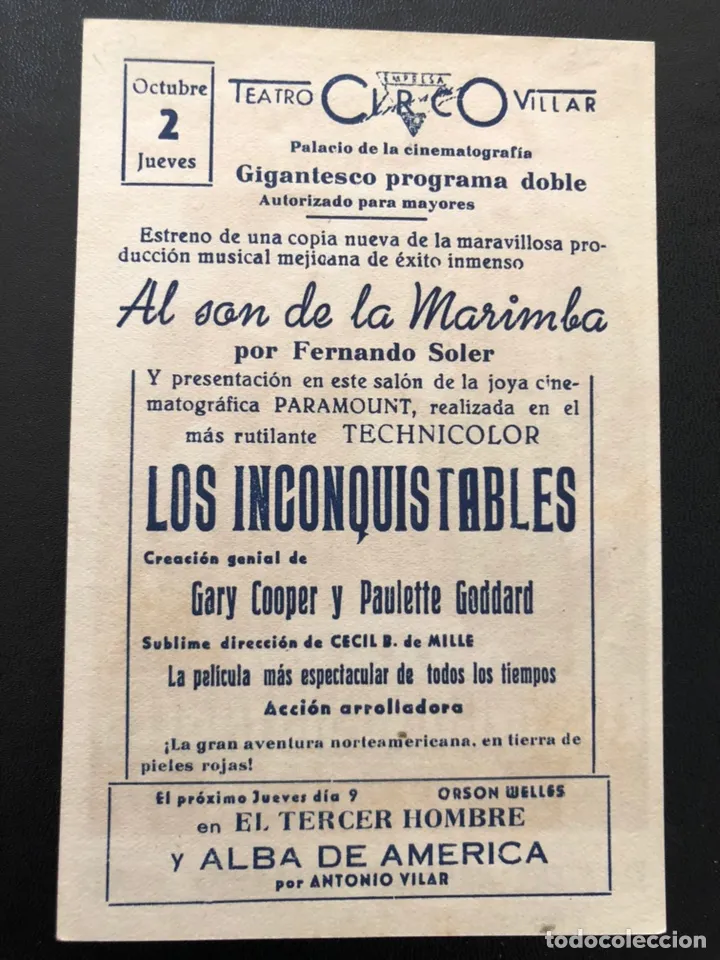 Octubre
2
Jueves
TEATRO CIRCO VILLAR
EMPRESA
Palacio de la cinematografía
Gigantesco programa doble
Autorizado para mayores
Estreno de una copia nueva de la maravillosa pro-
ducción musical mejicana de éxito inmenso
Al son de la Marimba
por Fernando Soler
Y presentación en este salón de la joya cine-
matográfica PARAMOUNT, realizada en el
más rutilante TECHNICOLOR
LOS INCONQUISTABLES
Creación genial de
Gary Cooper y Paulette Goddard
Sublime dirección de CECIL B. de MILLE
La película más espectacular de todos los tiempos
Acción arrolladora
¡La gran aventura norteamericana, en tierra de
pieles rojas!
El próximo Jueves día 9 ORSON WELLES
en EL TERCER HOMBRE
y ALBA DE AMERICA
por ANTONIO VILAR
todocoleccion